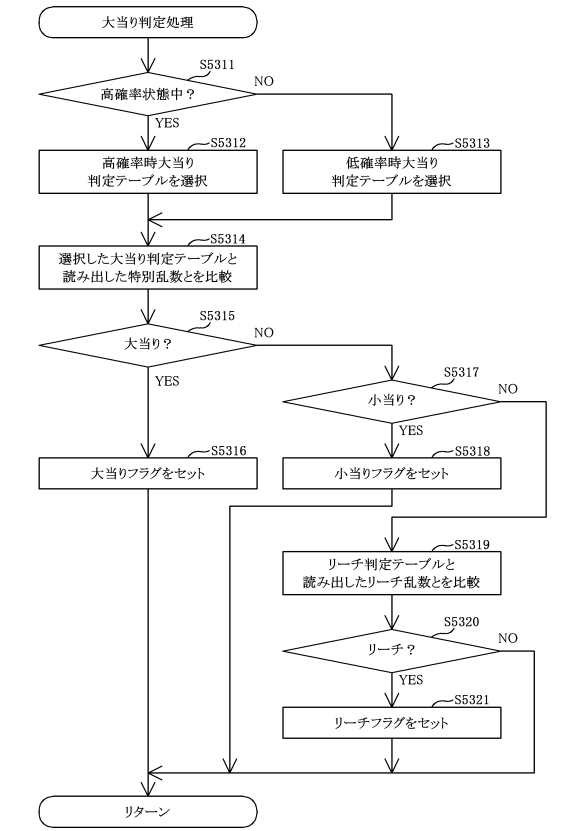 大当り判定処理
S5311
高確率状態中？
NO
YES
S5312
高確率時大当り
判定テーブルを選択
S5313
低確率時大当り
判定テーブルを選択
S5314
選択した大当り判定テーブルと
読み出した特別乱数とを比較
S5315
大当り？
NO
YES
S5317
小当り？
NO
YES
S5316
大当りフラグをセット
S5318
小当りフラグをセット
S5319
リーチ判定テーブルと
読み出したリーチ乱数とを比較
S5320
リーチ？
NO
YES
S5321
リーチフラグをセット
リターン